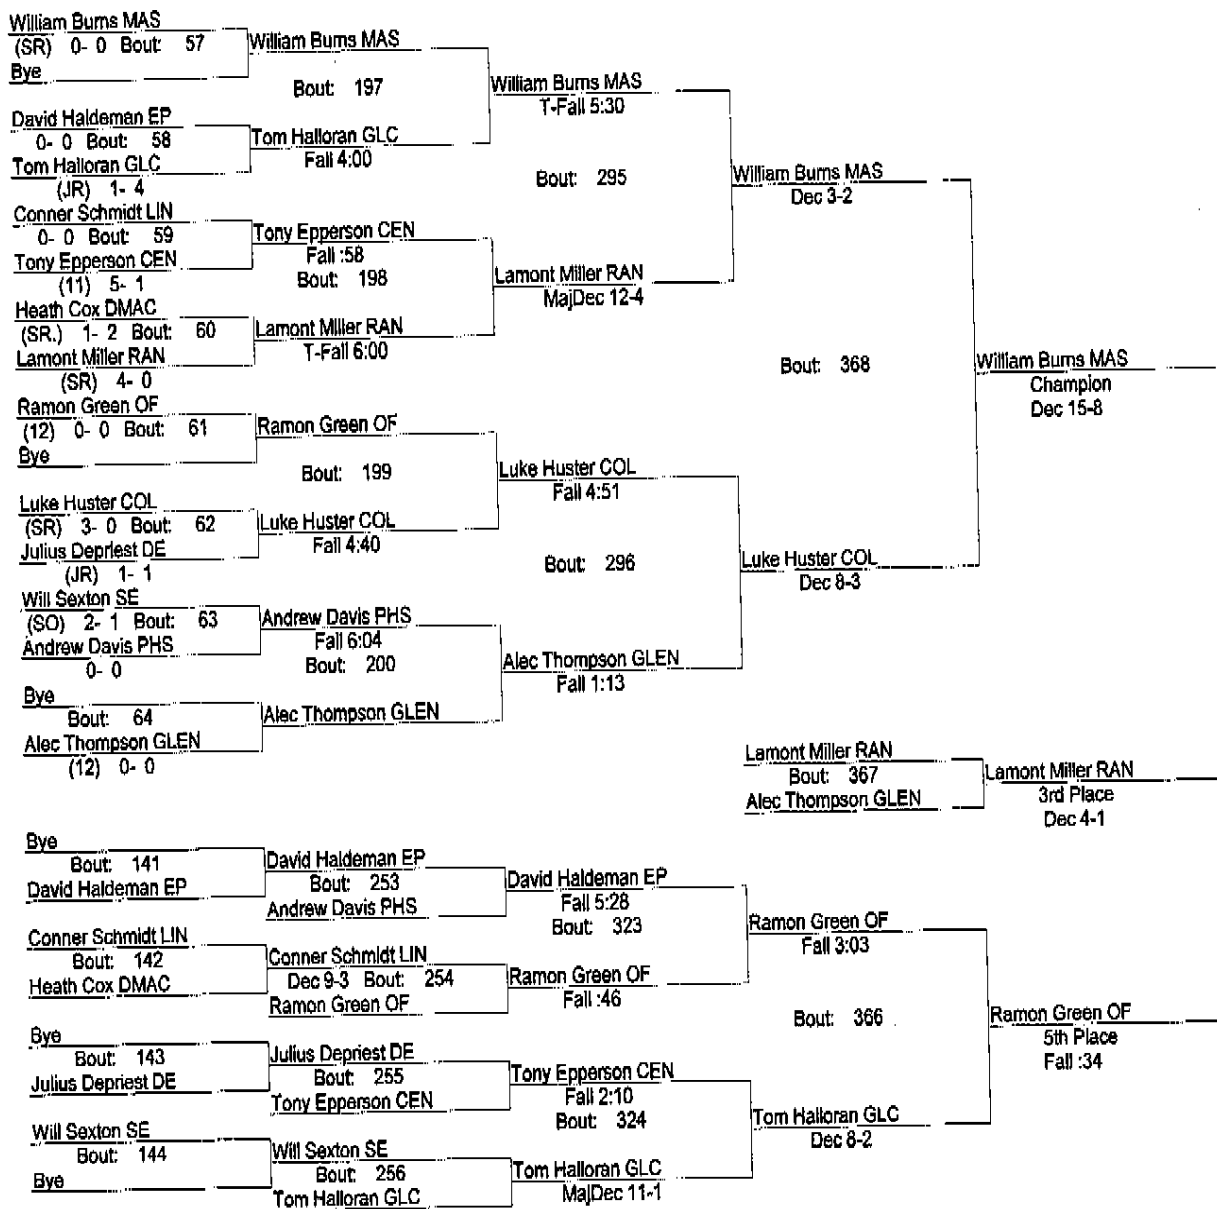 William Burns MAS
(SR) 0- 0 Bout: 57
Bye
William Burns MAS
Bout: 197
David Haldeman EP
0- 0 Bout: 58
Tom Halloran GLC
(JR) 1- 4
Tom Halloran GLC
Fall 4:00
William Burns MAS
T-Fall 5:30
Bout: 295
Conner Schmidt LIN
0- 0 Bout: 59
Tony Epperson CEN
(11) 5- 1
Tony Epperson CEN
Fall :58
Bout: 198
Heath Cox DMAC
(SR.) 1- 2 Bout: 60
Lamont Miller RAN
(SR) 4- 0
Lamont Miller RAN
T-Fall 6:00
Lamont Miller RAN
MajDec 12-4
William Burns MAS
Dec 3-2
Bout: 368
William Burns MAS
Champion
Dec 15-8
Ramon Green OF
(12) 0- 0 Bout: 61
Bye
Ramon Green OF
Bout: 199
Luke Huster COL
(SR) 3- 0 Bout: 62
Julius Depriest DE
(JR) 1- 1
Luke Huster COL
Fall 4:40
Luke Huster COL
Fall 4:51
Bout: 296
Will Sexton SE
(SO) 2- 1 Bout: 63
Andrew Davis PHS
0- 0
Andrew Davis PHS
Fall 6:04
Bout: 200
Bye
Bout: 64
Alec Thompson GLEN
(12) 0- 0
Alec Thompson GLEN
Alec Thompson GLEN
Fall 1:13
Luke Huster COL
Dec 8-3
Lamont Miller RAN
Bout: 367
Alec Thompson GLEN
Lamont Miller RAN
3rd Place
Dec 4-1
Bye
Bout: 141
David Haldeman EP
David Haldeman EP
Bout: 253
Andrew Davis PHS
David Haldeman EP
Fall 5:28
Bout: 323
Conner Schmidt LIN
Bout: 142
Heath Cox DMAC
Conner Schmidt LIN
Dec 9-3 Bout: 254
Ramon Green OF
Ramon Green OF
Fall :46
Ramon Green OF
Fall 3:03
Bout: 366
Ramon Green OF
5th Place
Fall :34
Bye
Bout: 143
Julius Depriest DE
Julius Depriest DE
Bout: 255
Tony Epperson CEN
Tony Epperson CEN
Fall 2:10
Bout: 324
Will Sexton SE
Bout: 144
Bye
Will Sexton SE
Bout: 256
Tom Halloran GLC
Tom Halloran GLC
MajDec 11-1
Tom Halloran GLC
Dec 8-2